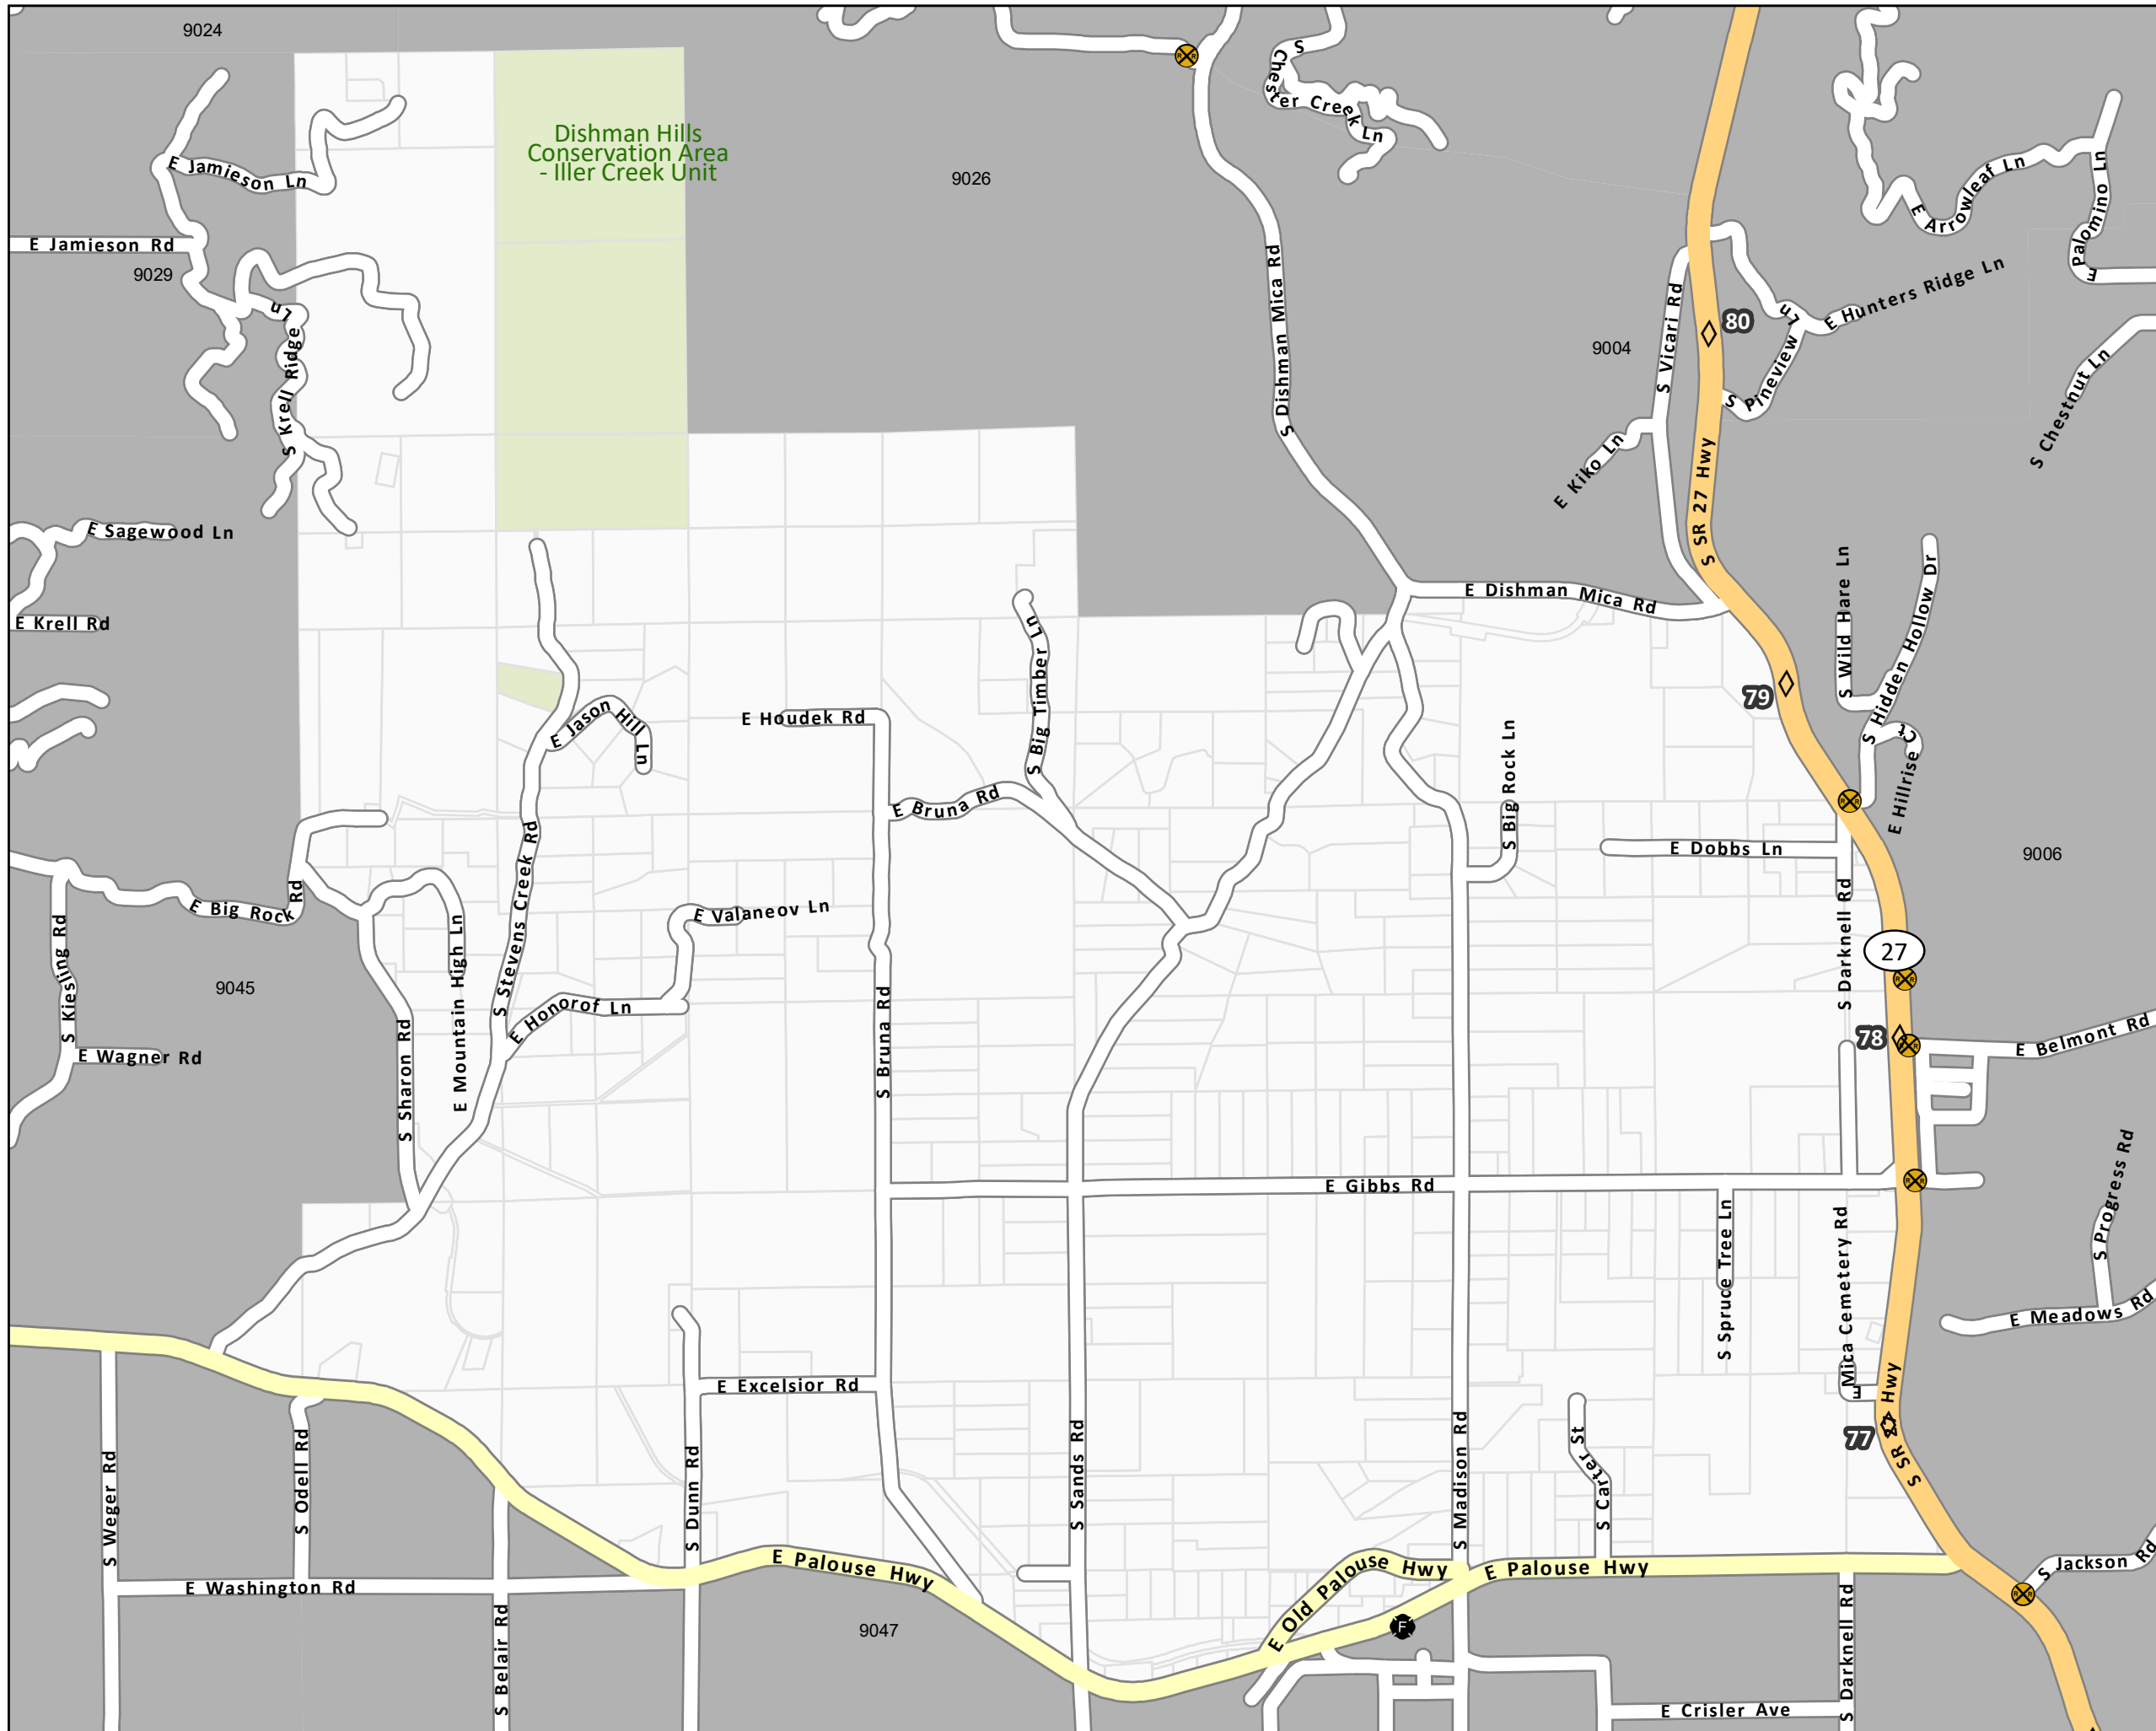 9024
S Chester Creek Ln
Dishman Hills
Conservation Area
- Iller Creek Unit
E Jamieson Ln
9026
E Arrowleaf Ln
E Palomino Ln
E Jamieson Rd
9029
S Dishman Mica Rd
E Hunters Ridge Ln
S Krell Ridge Ln
S Vicari Rd
80
9004
S Pineview Ln
S Chestnut Ln
E Kiko Ln
S SR 27 Hwy
E Sagewood Ln
E Krell Rd
E Dishman Mica Rd
S Wild Hare Ln
S Hidden Hollow Dr
S Big Timber Ln
79
E Jason Hill Ln
E Houdek Rd
S Big Rock Ln
E Hillrise Ct
E Bruna Rd
E Dobbs Ln
9006
S Stevens Creek Rd
E Big Rock Rd
E Valaneov Ln
S Kiesling Rd
E Mountain High Ln
S Darknell Rd
27
9045
E Honorof Ln
S Bruna Rd
78
E Belmont Rd
E Wagner Rd
S Sharon Rd
E Gibbs Rd
S Progress Rd
S Spruce Tree Ln
E Mica Cemetery Rd
E Meadows Rd
E Excelsior Rd
S SR 27 Hwy
77
S Weger Rd
S Odell Rd
S Dunn Rd
S Sands Rd
S Madison Rd
S Carter St
E Palouse Hwy
E Old Palouse Hwy
E Palouse Hwy
S Jackson Rd
E Washington Rd
9047
F
S Belair Rd
S Darknell Rd
E Crisler Ave